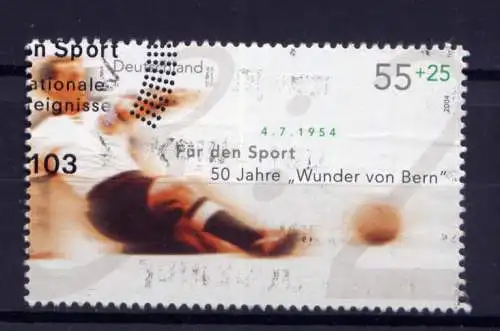 en Sport
Deutschland
55+25
ationale
ereignisse
2004
4.7.1954
103
Für den Sport
50 Jahre „Wunder von Bern“